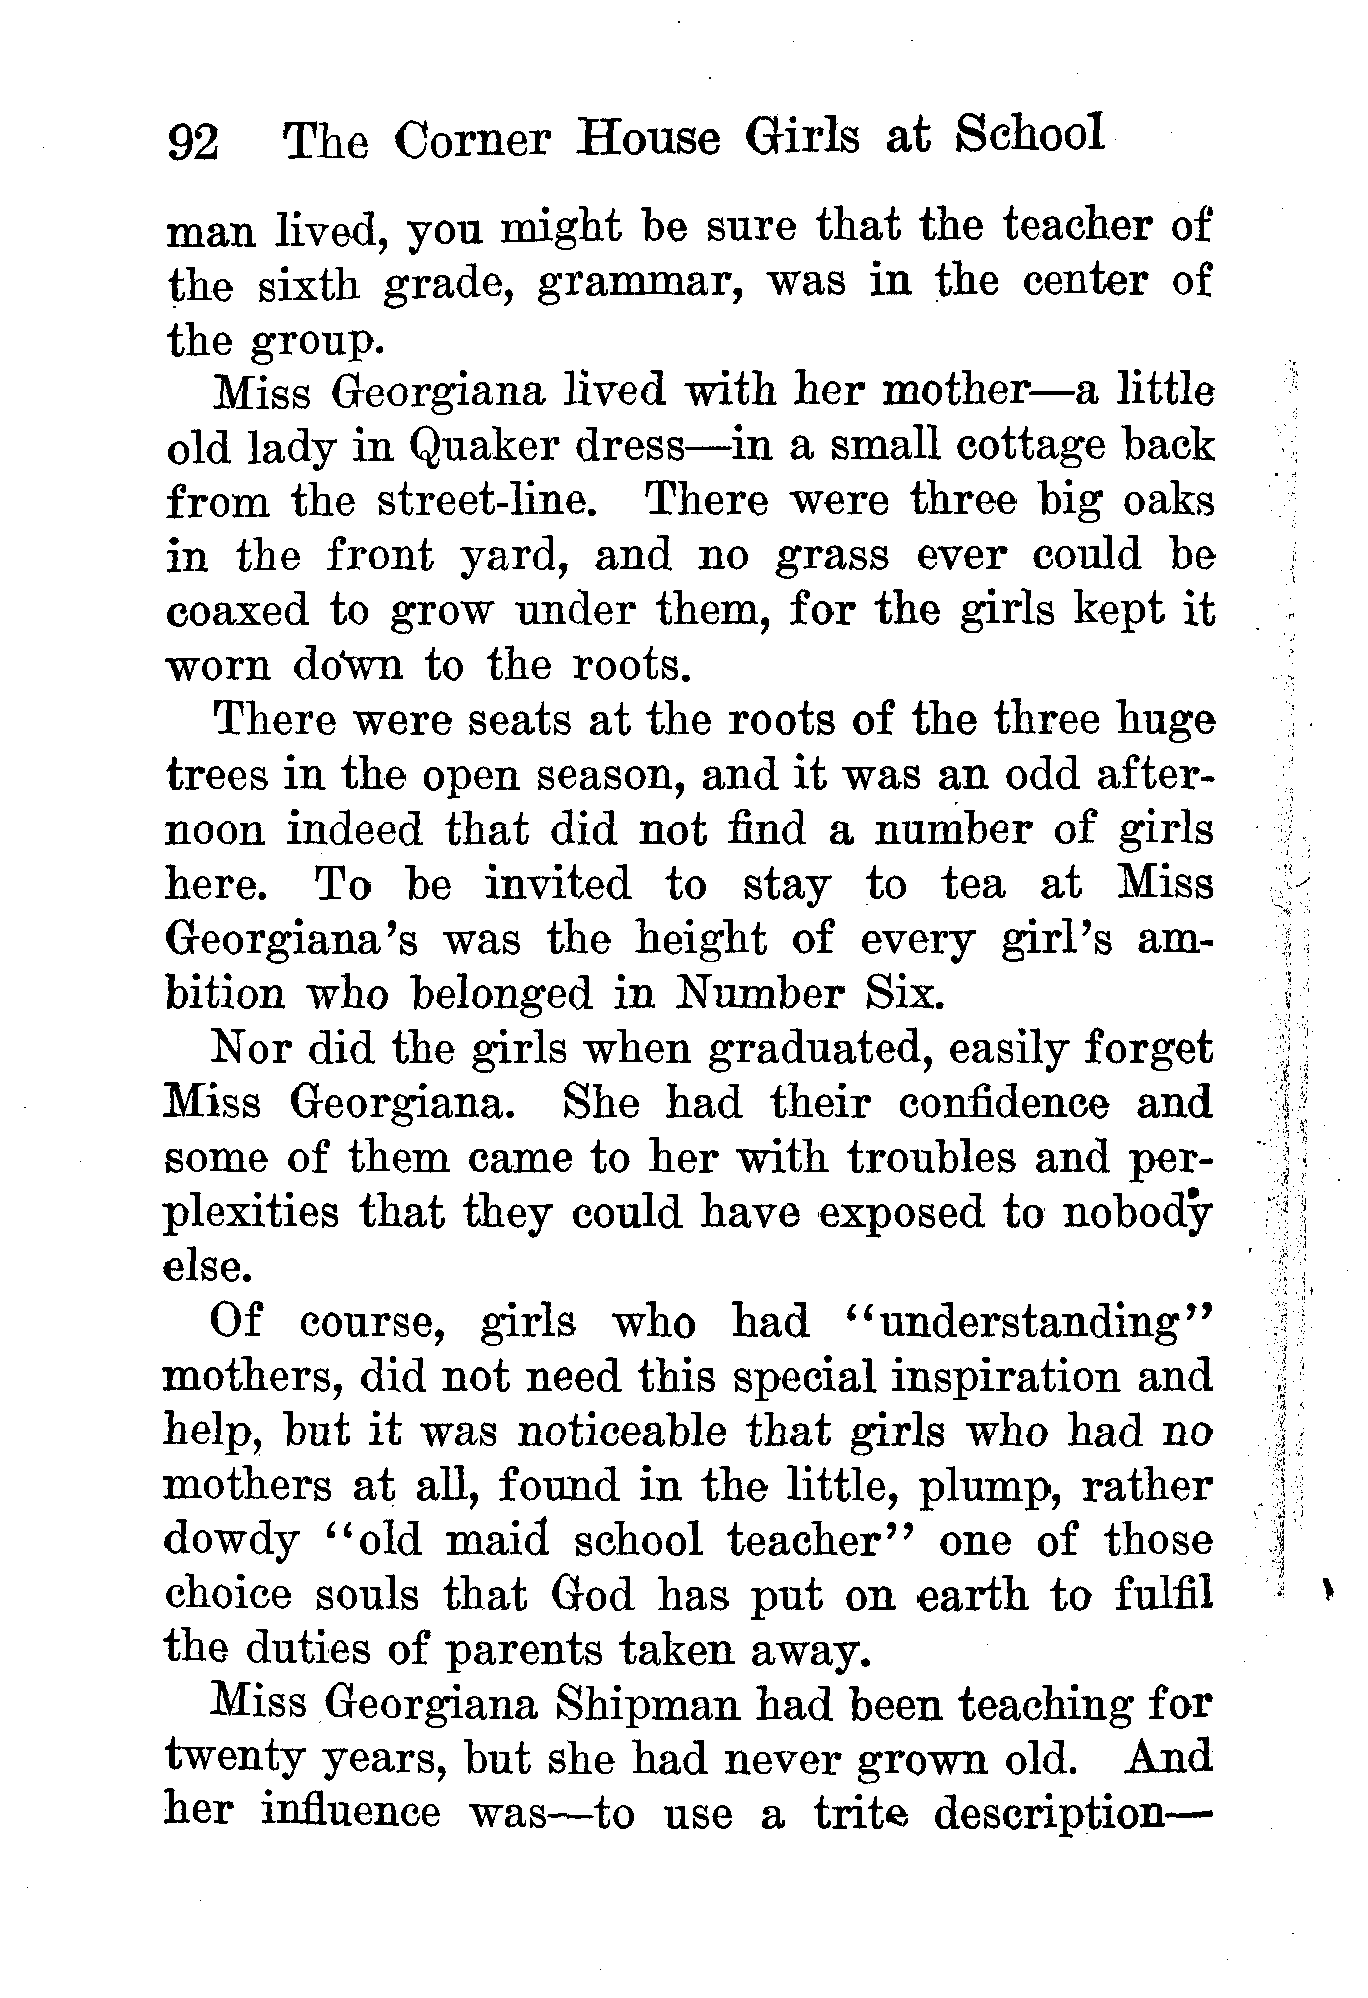 92 The Corner House Girls at School
man lived, you might be sure that the teacher of
the sixth grade, grammar, was in the center of
the group.
Miss Georgiana lived with her mother—a little
old lady in Quaker dress—in a small cottage back
from the street-line. There were three big oaks
in the front yard, and no grass ever could be
coaxed to grow under them, for the girls kept it
worn down to the roots.
There were seats at the roots of the three huge
trees in the open season, and it was an odd after-
noon indeed that did not find a number of girls
here. To be invited to stay to tea at Miss
Georgiana's was the height of every girl's am-
bition who belonged in Number Six.
Nor did the girls when graduated, easily forget
Miss Georgiana. She had their confidence and
some of them came to her with troubles and per-
plexities that they could have exposed to nobody
else.
Of course, girls who had "understanding"
mothers, did not need this special inspiration and
help, but it was noticeable that girls who had no
mothers at all, found in the little, plump, rather
dowdy "old maid school teacher" one of those
choice souls that God has put on earth to fulfil
the duties of parents taken away.
Miss Georgiana Shipman had been teaching for
twenty years, but she had never grown old. And
her influence was—to use a trite description—